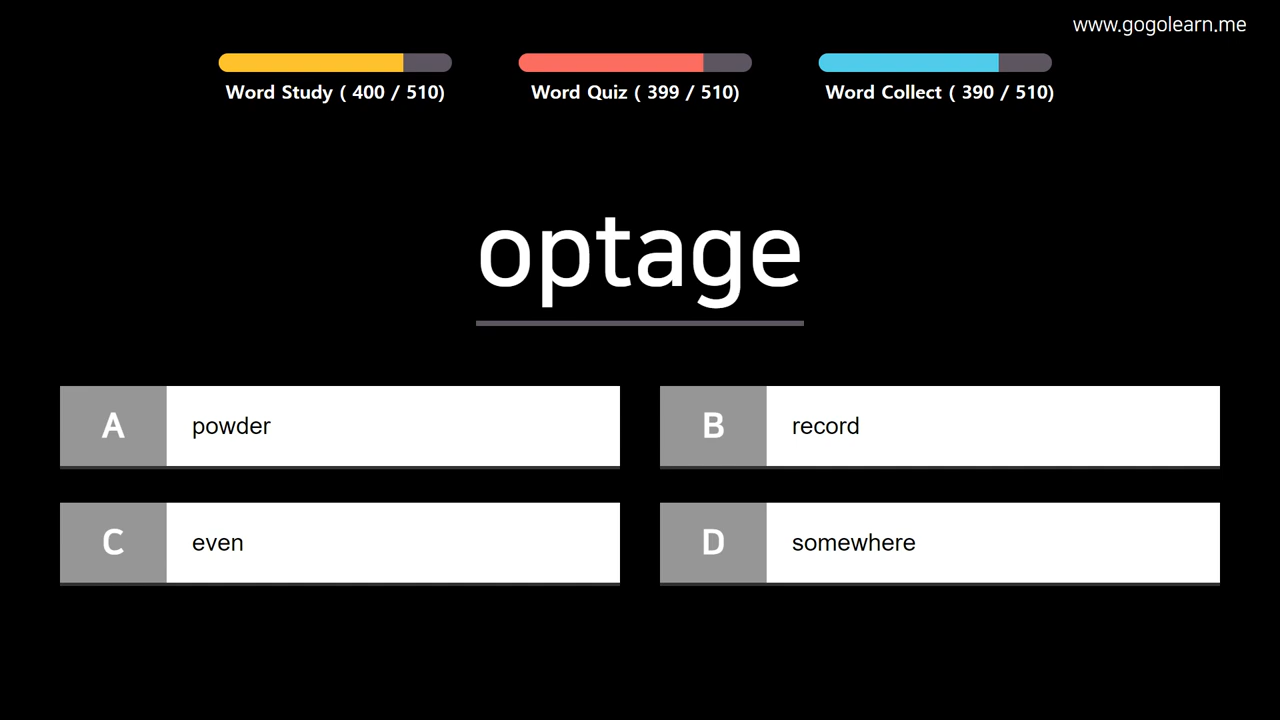 www.gogolearn.me
Word Study ( 400 / 510)
Word Quiz ( 399 / 510)
Word Collect ( 390 / 510)
optage
A powder
B record
C even
D somewhere